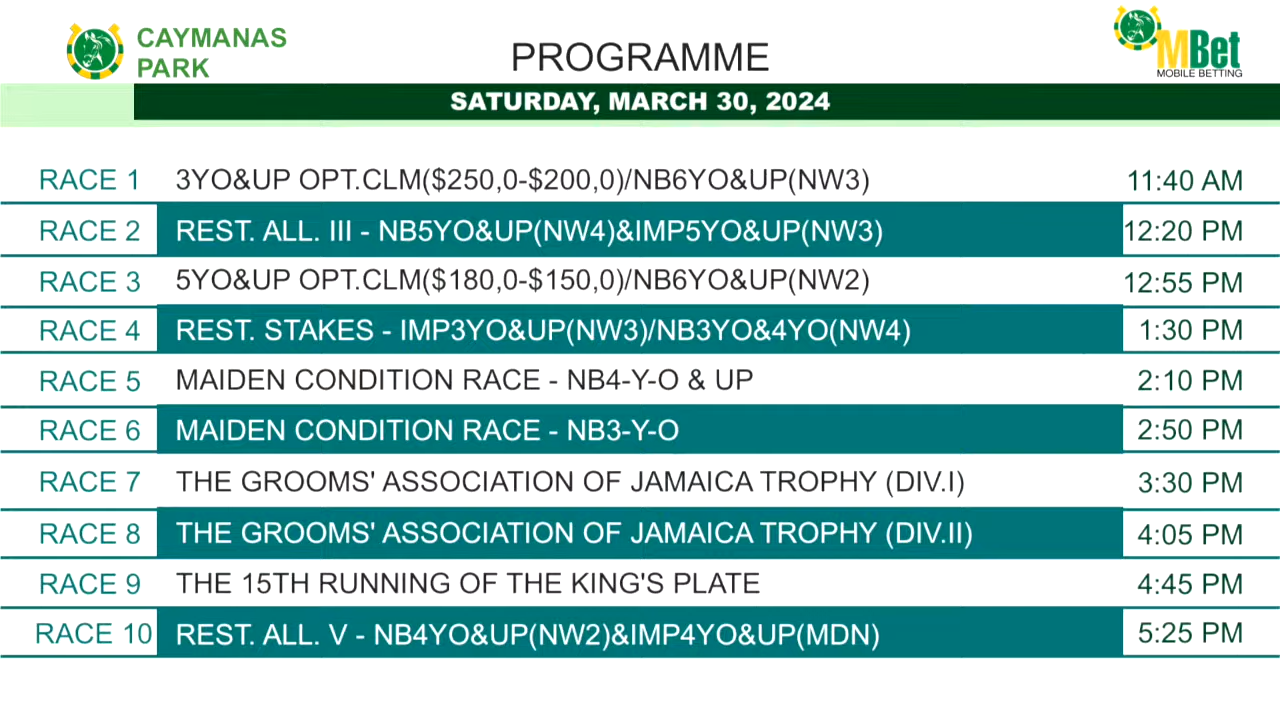 CAYMANAS
PARK
PROGRAMME
MBet
MOBILE BETTING
SATURDAY, MARCH 30, 2024
RACE 1 3YO&UP OPT.CLM($250,0-$200,0)/NB6YO&UP(NW3) 11:40 AM
RACE 2 REST. ALL. III - NB5YO&UP(NW4)&IMP5YO&UP(NW3) 12:20 PM
RACE 3 5YO&UP OPT.CLM($180,0-$150,0)/NB6YO&UP(NW2) 12:55 PM
RACE 4 REST. STAKES - IMP3YO&UP(NW3)/NB3YO&4YO(NW4) 1:30 PM
RACE 5 MAIDEN CONDITION RACE - NB4-Y-O & UP 2:10 PM
RACE 6 MAIDEN CONDITION RACE - NB3-Y-O 2:50 PM
RACE 7 THE GROOMS' ASSOCIATION OF JAMAICA TROPHY (DIV.I) 3:30 PM
RACE 8 THE GROOMS' ASSOCIATION OF JAMAICA TROPHY (DIV.II) 4:05 PM
RACE 9 THE 15TH RUNNING OF THE KING'S PLATE 4:45 PM
RACE 10 REST. ALL. V - NB4YO&UP(NW2)&IMP4YO&UP(MDN) 5:25 PM